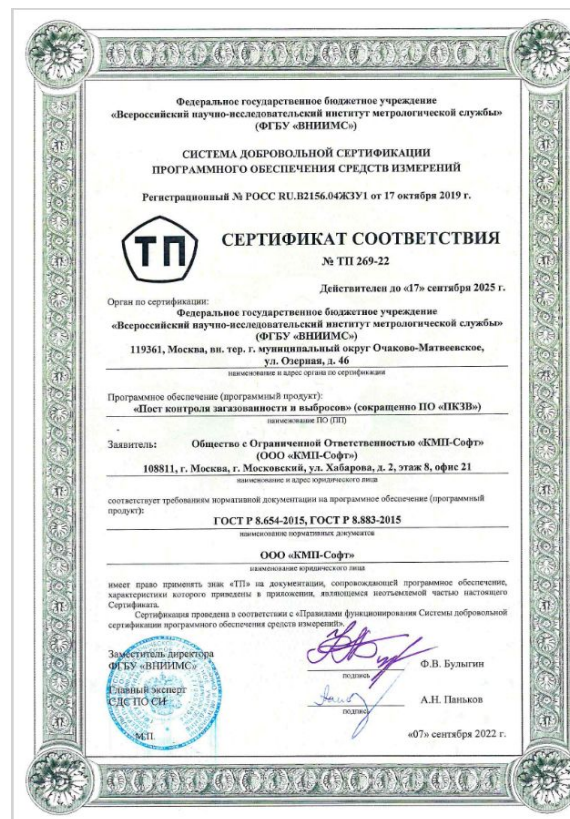 Федеральное государственное бюджетное учреждение
«Всероссийский научно-исследовательский институт метрологической службы»
(ФГБУ «ВНИИМС»)
СИСТЕМА ДОБРОВОЛЬНОЙ СЕРТИФИКАЦИИ
ПРОГРАММНОГО ОБЕСПЕЧЕНИЯ СРЕДСТВ ИЗМЕРЕНИЙ
Регистрационный № РОСС RU.В2156.04ЖЗУ1 от 17 октября 2019 г.
ТП
СЕРТИФИКАТ СООТВЕТСТВИЯ
№ ТП 269-22
Действителен до «17» сентября 2025 г.
Орган по сертификации:
Федеральное государственное бюджетное учреждение
«Всероссийский научно-исследовательский институт метрологической службы»
(ФГБУ «ВНИИМС»)
119361, Москва, вн. тер. г. муниципальный округ Очаково-Матвеевское,
ул. Озерная, д. 46
наименование и адрес органа по сертификации
Программное обеспечение (программный продукт):
«Пост контроля загазованности и выбросов» (сокращенно ПО «ПКЗВ»)
наименование ПО (ПП)
Заявитель: Общество с Ограниченной Ответственностью «КМП-Софт»
(ООО «КМП-Софт»)
108811, г. Москва, г. Московский, ул. Хабарова, д. 2, этаж 8, офис 21
наименование и адрес юридического лица
соответствует требованиям нормативной документации на программное обеспечение (программный
продукт):
ГОСТ Р 8.654-2015, ГОСТ Р 8.883-2015
наименование нормативных документов
ООО «КМП-Софт»
наименование юридического лица
имеет право применять знак «ТП» на документации, сопровождающей программное обеспечение,
характеристики которого приведены в приложении, являющемся неотъемлемой частью настоящего
Сертификата.
Сертификация проведена в соответствии с «Правилами функционирования Системы добровольной
сертификации программного обеспечения средств измерений».
Заместитель директора
ФГБУ «ВНИИМС»
подпись
Ф.В. Булыгин
Главный эксперт
СДС ПО СИ
подпись
А.Н. Паньков
М.П.
«07» сентября 2022 г.